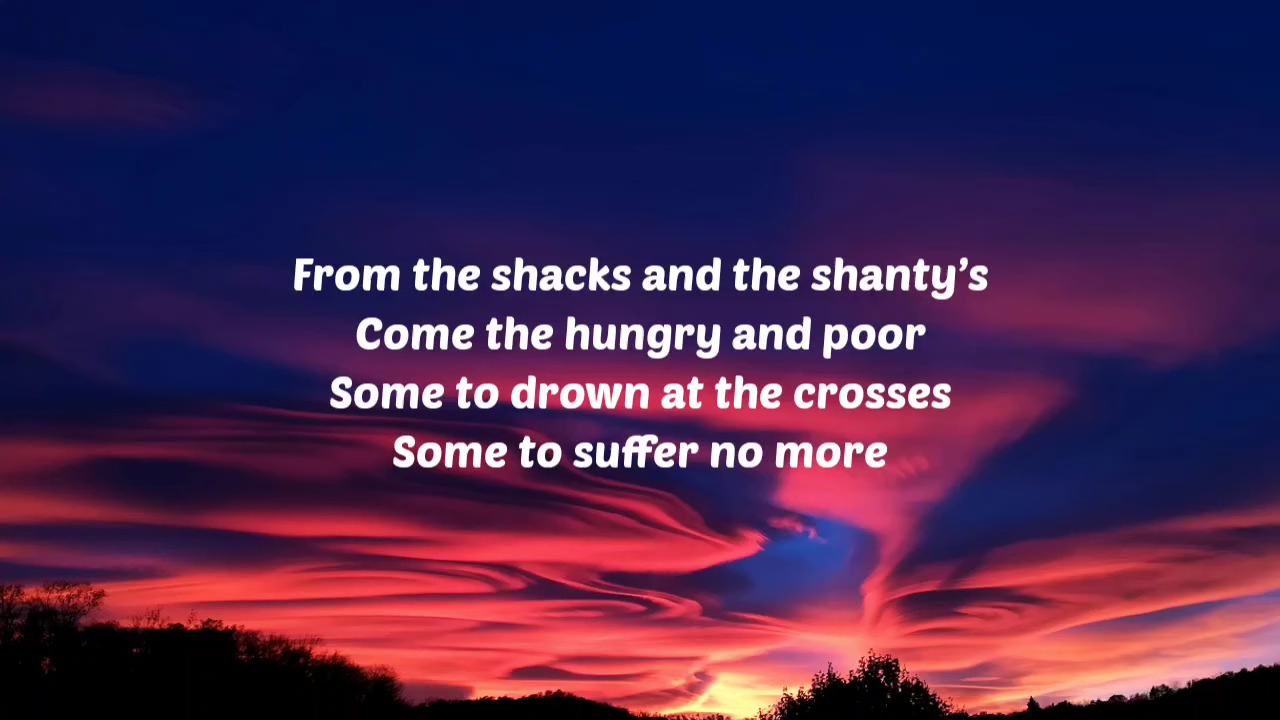 From the shacks and the shanty’s
Come the hungry and poor
Some to drown at the crosses
Some to suffer no more